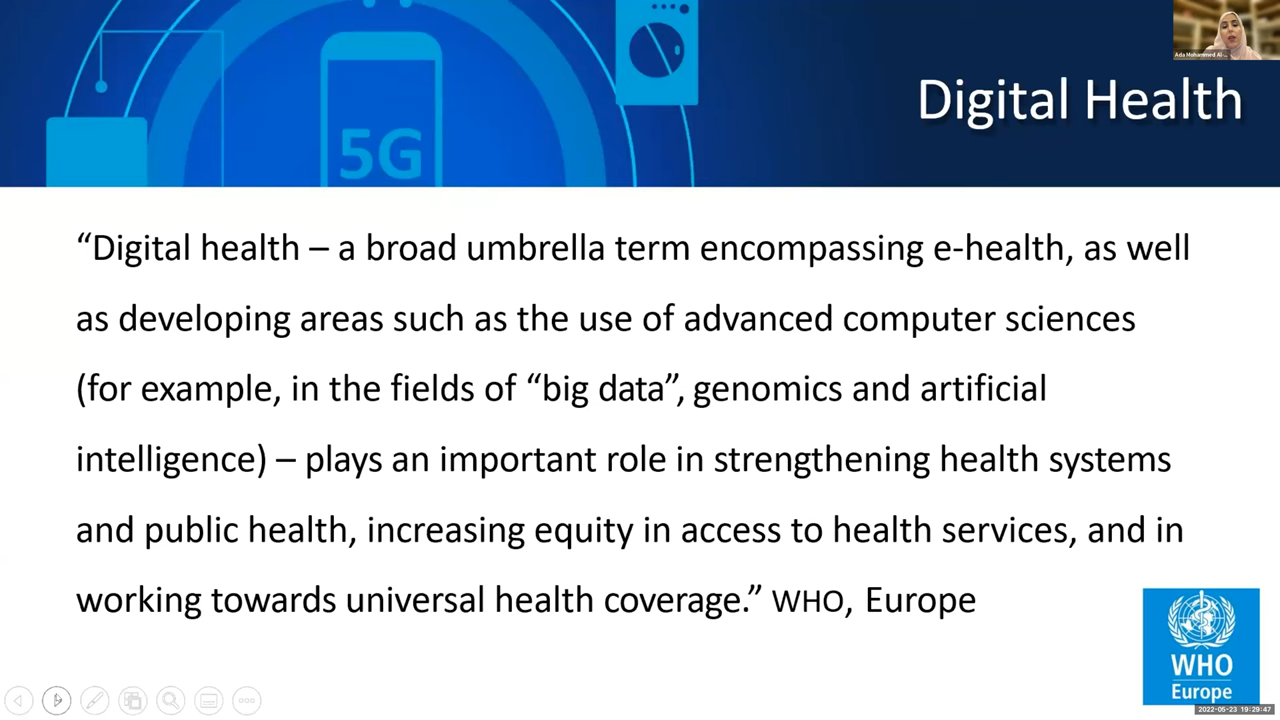 Ada Mohammed Al-...
Digital Health
5G
“Digital health – a broad umbrella term encompassing e-health, as well
as developing areas such as the use of advanced computer sciences
(for example, in the fields of “big data”, genomics and artificial
intelligence) – plays an important role in strengthening health systems
and public health, increasing equity in access to health services, and in
working towards universal health coverage.” WHO, Europe
WHO
Europe
2022-05-23 19:29:47